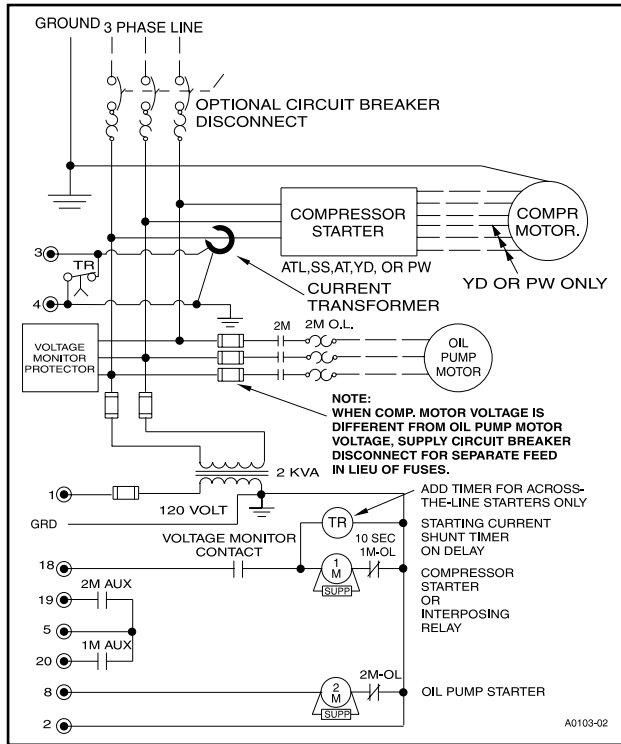 GROUND 3 PHASE LINE
OPTIONAL CIRCUIT BREAKER
DISCONNECT
COMPRESSOR
STARTER
COMPR
MOTOR.
3
TR
ATL,SS,AT,YD, OR PW
YD OR PW ONLY
CURRENT
TRANSFORMER
4
2M
2M O.L.
VOLTAGE
MONITOR
PROTECTOR
OIL
PUMP
MOTOR
NOTE:
WHEN COMP. MOTOR VOLTAGE IS
DIFFERENT FROM OIL PUMP MOTOR
VOLTAGE, SUPPLY CIRCUIT BREAKER
DISCONNECT FOR SEPARATE FEED
IN LIEU OF FUSES.
2 KVA
1
120 VOLT
ADD TIMER FOR ACROSS-
THE-LINE STARTERS ONLY
GRD
TR
STARTING CURRENT
SHUNT TIMER
ON DELAY
VOLTAGE MONITOR
CONTACT
10 SEC
1M-OL
18
1
M
SUPP
COMPRESSOR
STARTER
OR
INTERPOSING
RELAY
2M AUX
19
5
1M AUX
20
8
2
M
SUPP
2M-OL
OIL PUMP STARTER
2
A0103-02